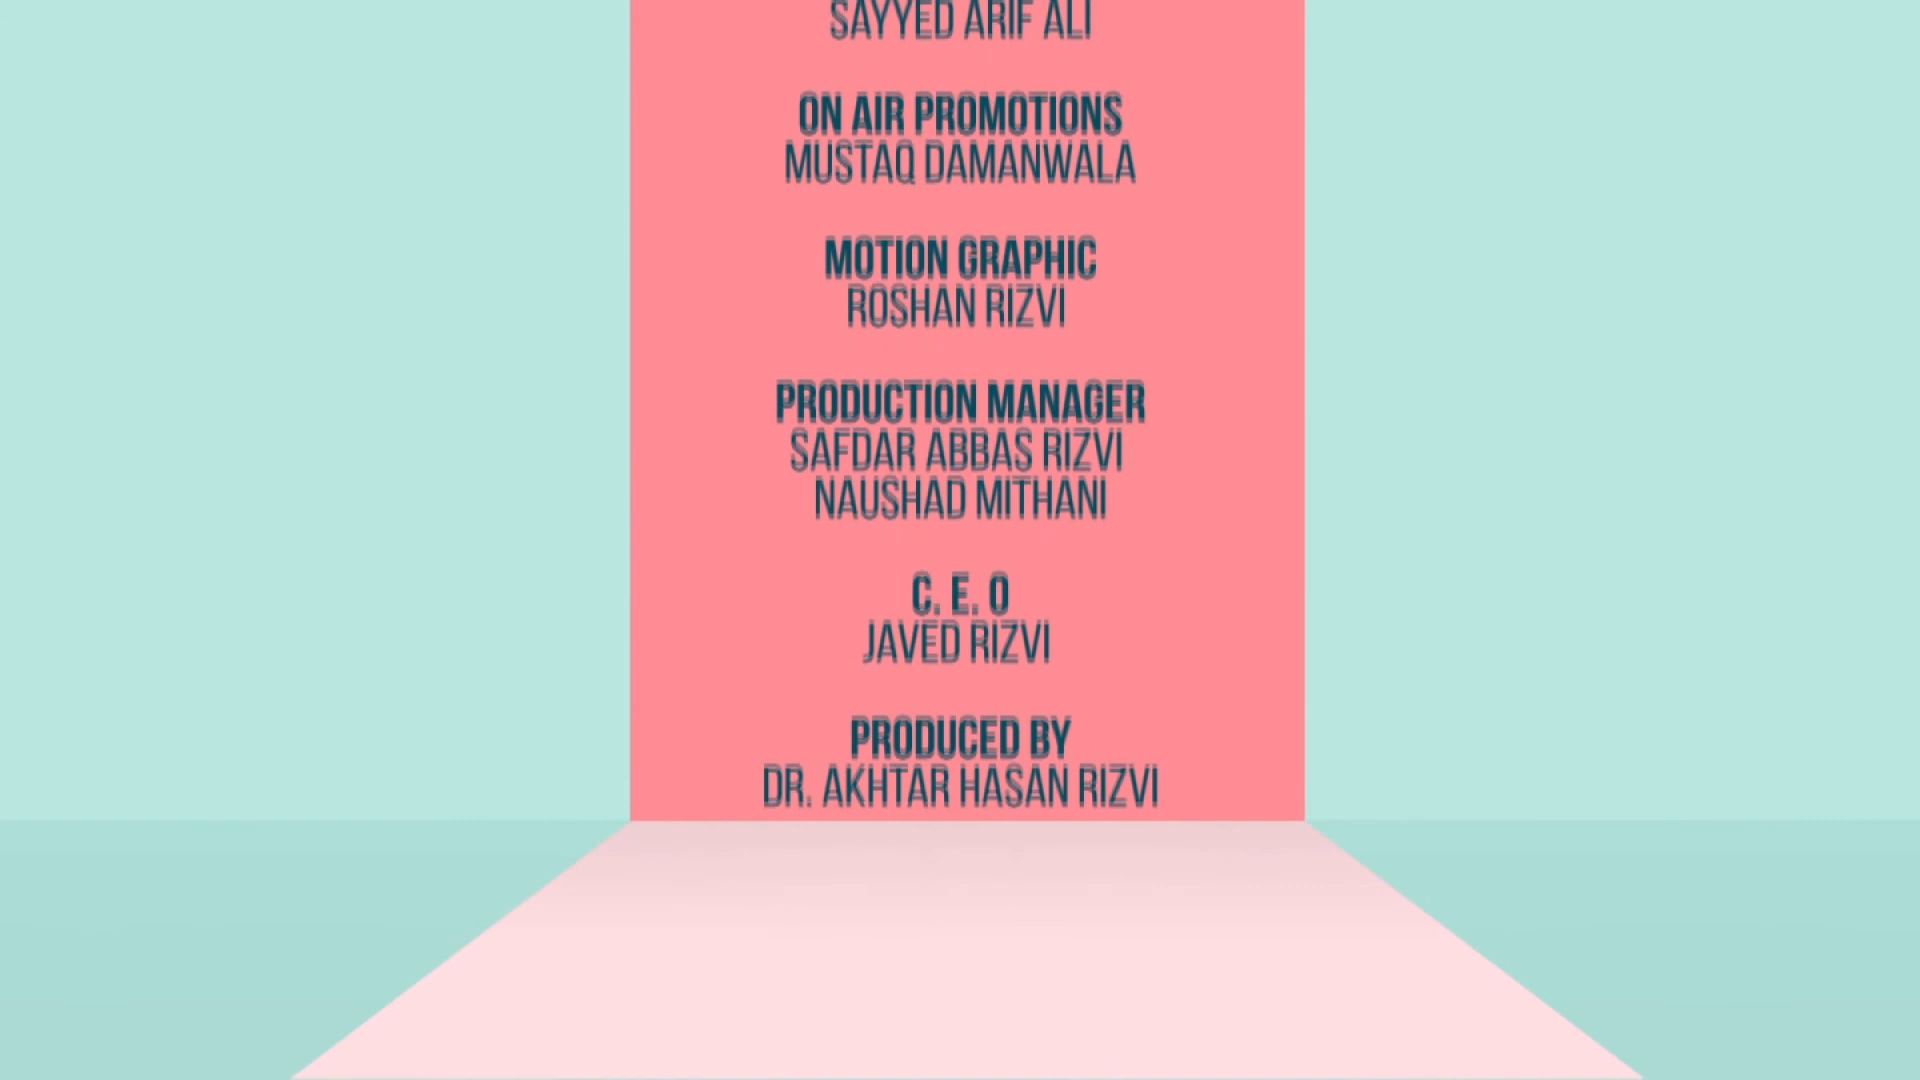 SAYYED ARIF ALI
ON AIR PROMOTIONS
MUSTAQ DAMANWALA
MOTION GRAPHIC
ROSHAN RIZVI
PRODUCTION MANAGER
SAFDAR ABBAS RIZVI
NAUSHAD MITHANI
C. E. O
JAVED RIZVI
PRODUCED BY
DR. AKHTAR HASAN RIZVI